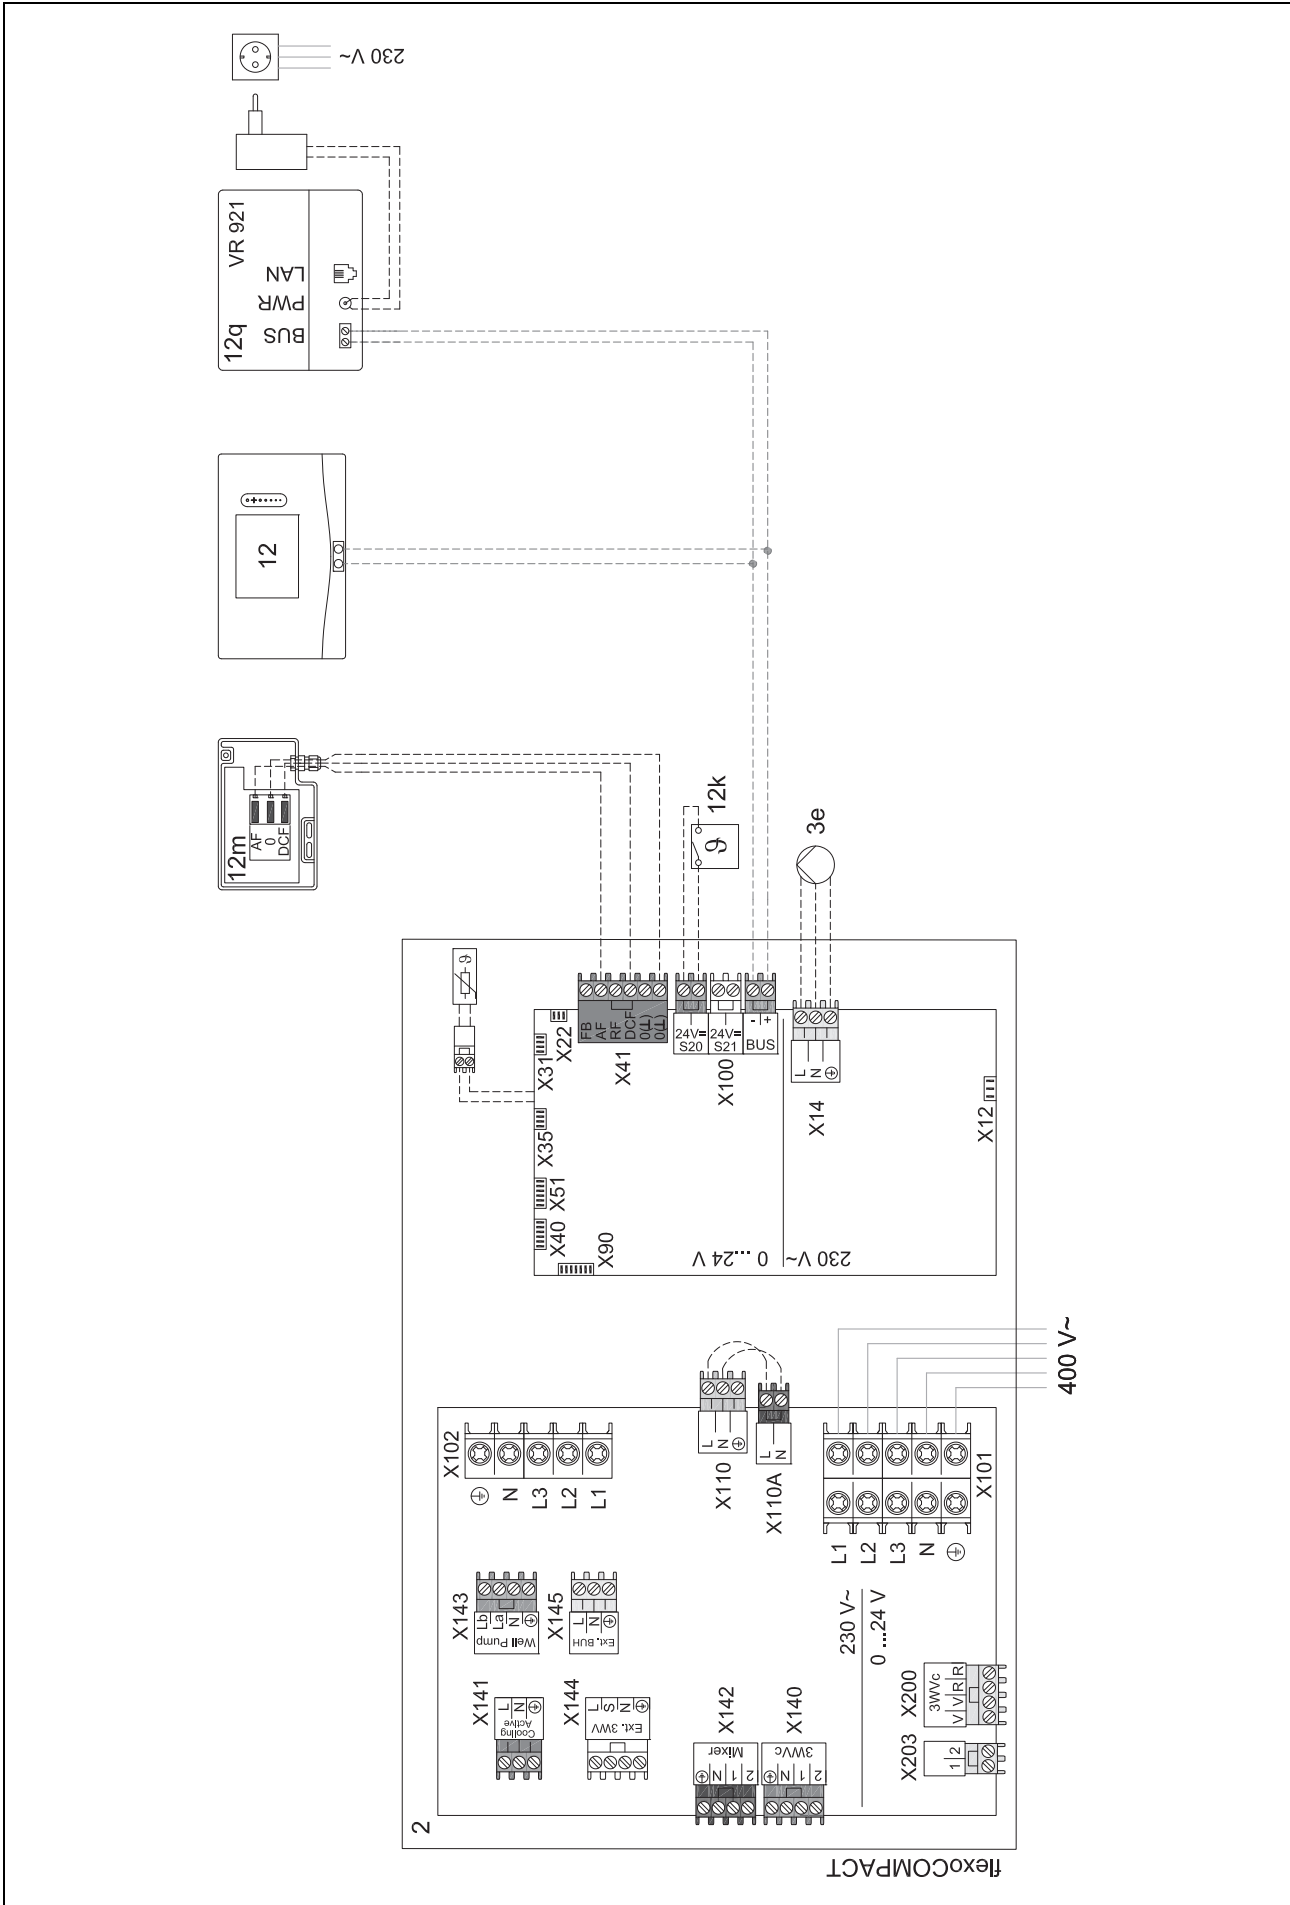 230 V~
VR 921
LAN
PWR
BUS
12q
12
12m
AF
0
DCF
12k
ϑ
3e
ϑ
X22
X31
X35
X51
X40
X90
FB
AF
RF
DCF
0(⊥)
0(⊥)
X41
24V=
S20
24V=
S21
- +
BUS
X100
L
N
X14
X12
0 ...24 V
230 V~
400 V~
X102
N
L3
L2
L1
L
N
X110
L
N
X110A
X101
L1
L2
L3
N
X143
Lb
La
N
Well Pump
X145
L
N
Ext. BUH
X141
L
N
Cooling
Active
X144
L
S
N
Ext. 3WV
X142
Mixer
N
1
2
X140
3WVc
N
1
2
230 V~
0 ...24 V
X200
3WVc
V V R R
X203
1 2
2
flexoCOMPACT